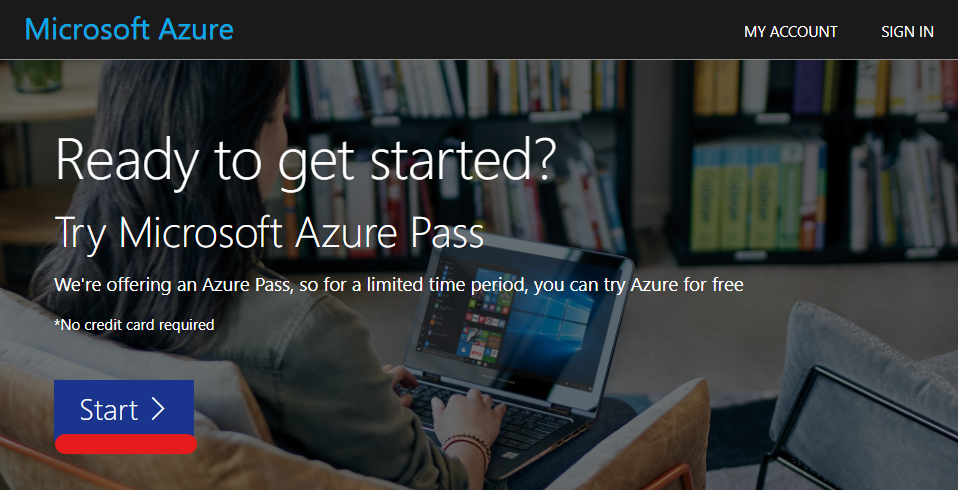 Microsoft Azure
MY ACCOUNT
SIGN IN
Ready to get started?
Try Microsoft Azure Pass
We're offering an Azure Pass, so for a limited time period, you can try Azure for free
*No credit card required
Start >